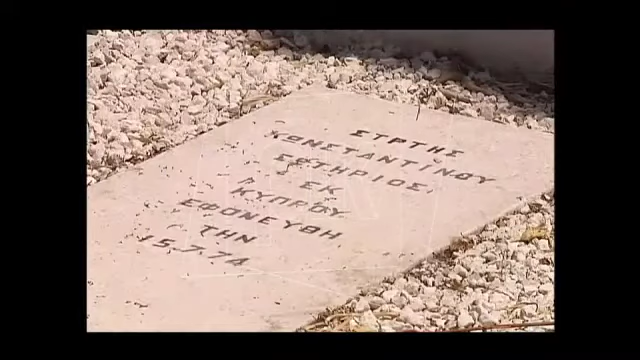 ΣΤΡΤΗΣ
ΚΩΝΣΤΑΝΤΙΝΟΥ
ΣΩΤΗΡΙΟΣ
ΕΚ
ΚΥΠΡΟΥ
ΕΦΟΝΕΥΘΗ
ΤΗΝ
15.7.74